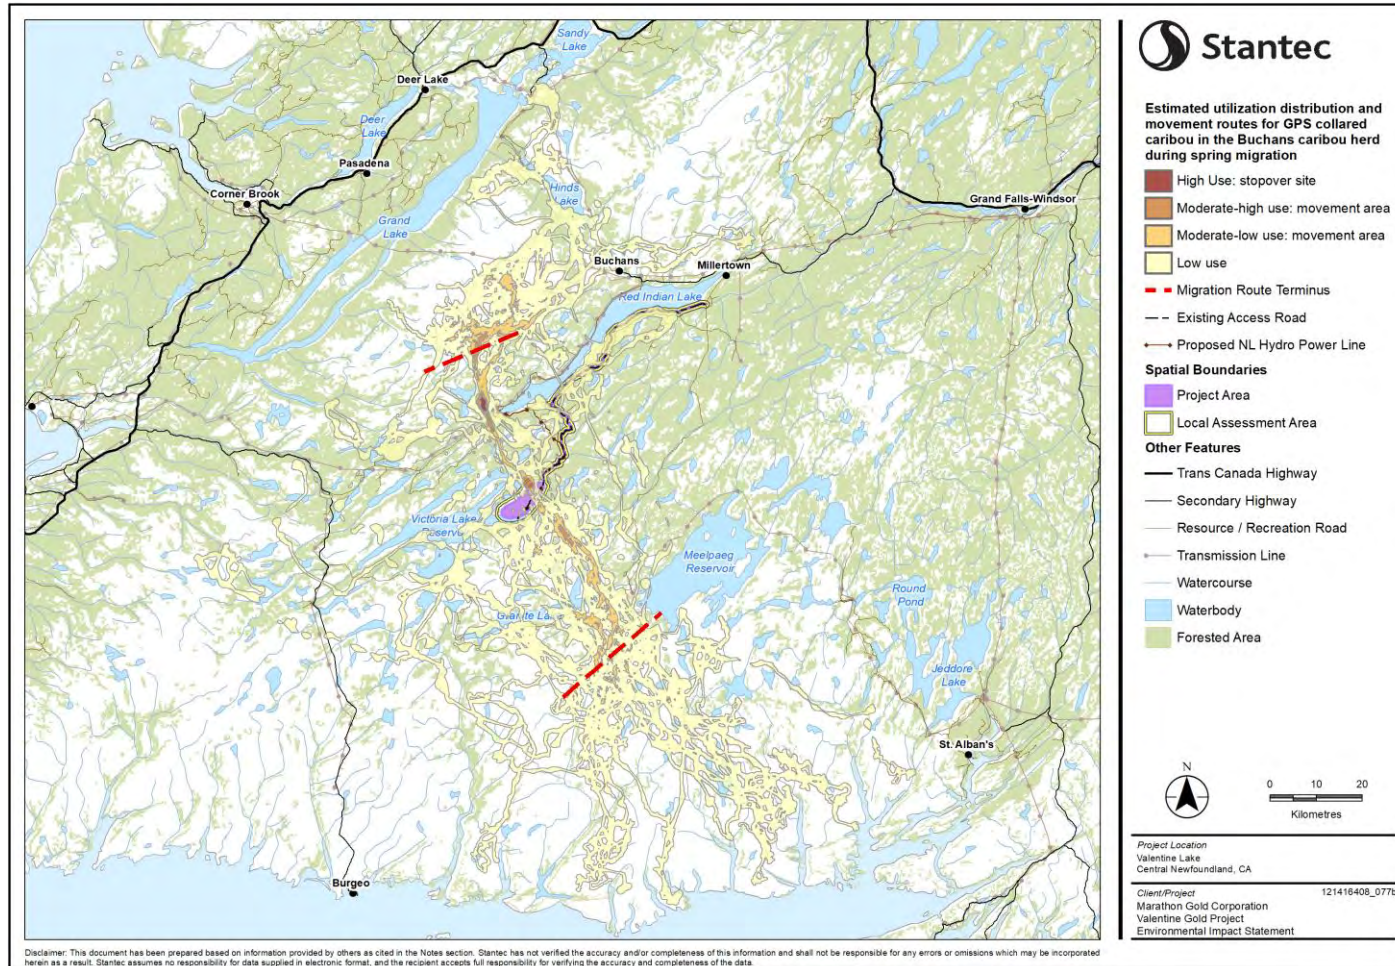 Sandy
Lake
Deer Lake
Deer
Lake
Pasadena
Corner Brook
Hinds
Lake
Grand
Lake
Grand Falls-Windsor
Buchans
Millertown
Red Indian Lake
Victoria Lake
Meelpaeg
Reservoir
Round
Pond
Jeddore
Lake
St. Alban's
Burgeo
Stantec
Estimated utilization distribution and
movement routes for GPS collared
caribou in the Buchans caribou herd
during spring migration
High Use: stopover site
Moderate-high use: movement area
Moderate-low use: movement area
Low use
Migration Route Terminus
Existing Access Road
Proposed NL Hydro Power Line
Spatial Boundaries
Project Area
Local Assessment Area
Other Features
Trans Canada Highway
Secondary Highway
Resource / Recreation Road
Transmission Line
Watercourse
Waterbody
Forested Area
N
0 10 20
Kilometres
Project Location
Valentine Lake
Central Newfoundland, CA
Client/Project 121416408_077b
Marathon Gold Corporation
Valentine Gold Project
Environmental Impact Statement
Disclaimer: This document has been prepared based on information provided by others as cited in the Notes section. Stantec has not verified the accuracy and/or completeness of this information and shall not be responsible for any errors or omissions which may be incorporated
herein as a result. Stantec assumes no responsibility for data supplied in electronic format, and the recipient accepts full responsibility for verifying the accuracy and completeness of the data.